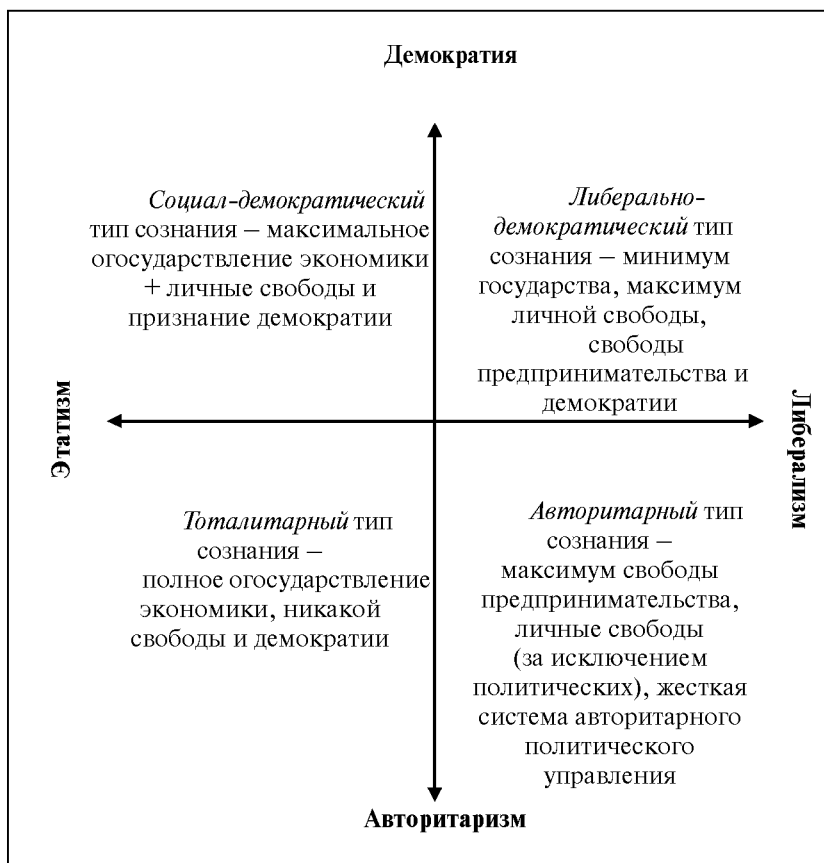 Демократия
Социал-демократический
тип сознания – максимальное
огосударствление экономики
+ личные свободы и
признание демократии
Либерально-
демократический тип
сознания – минимум
государства, максимум
личной свободы,
свободы
предпринимательства и
демократии
Этатизм
Либерализм
Тоталитарный тип
сознания –
полное огосударствление
экономики, никакой
свободы и демократии
Авторитарный тип
сознания –
максимум свободы
предпринимательства,
личные свободы
(за исключением
политических), жесткая
система авторитарного
политического
управления
Авторитаризм